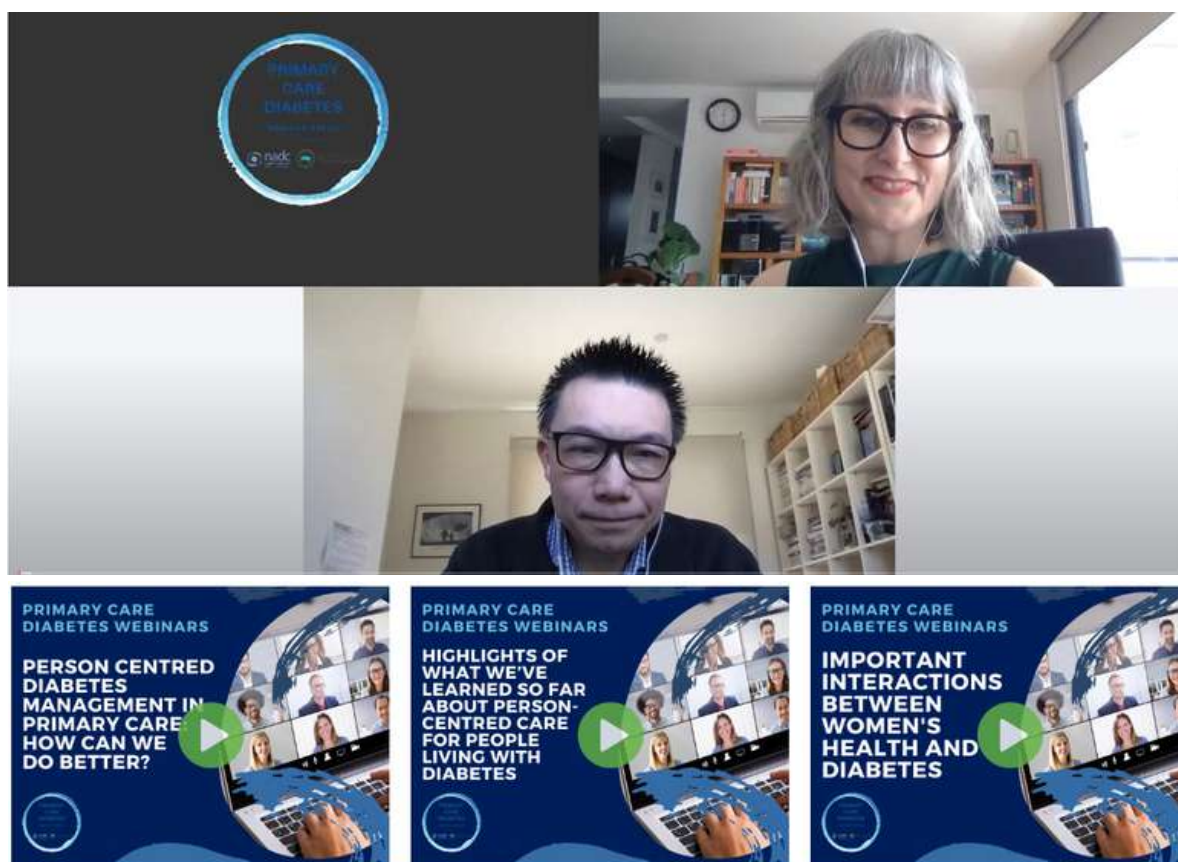 PRIMARY
CARE
DIABETES
nadc
PRIMARY CARE
DIABETES WEBINARS
PERSON CENTRED
DIABETES
MANAGEMENT IN
PRIMARY CARE:
HOW CAN WE
DO BETTER?
PRIMARY CARE
DIABETES WEBINARS
HIGHLIGHTS OF
WHAT WE'VE
LEARNED SO FAR
ABOUT PERSON-
CENTRED CARE
FOR PEOPLE
LIVING WITH
DIABETES
PRIMARY CARE
DIABETES WEBINARS
IMPORTANT
INTERACTIONS
BETWEEN
WOMEN'S
HEALTH AND
DIABETES